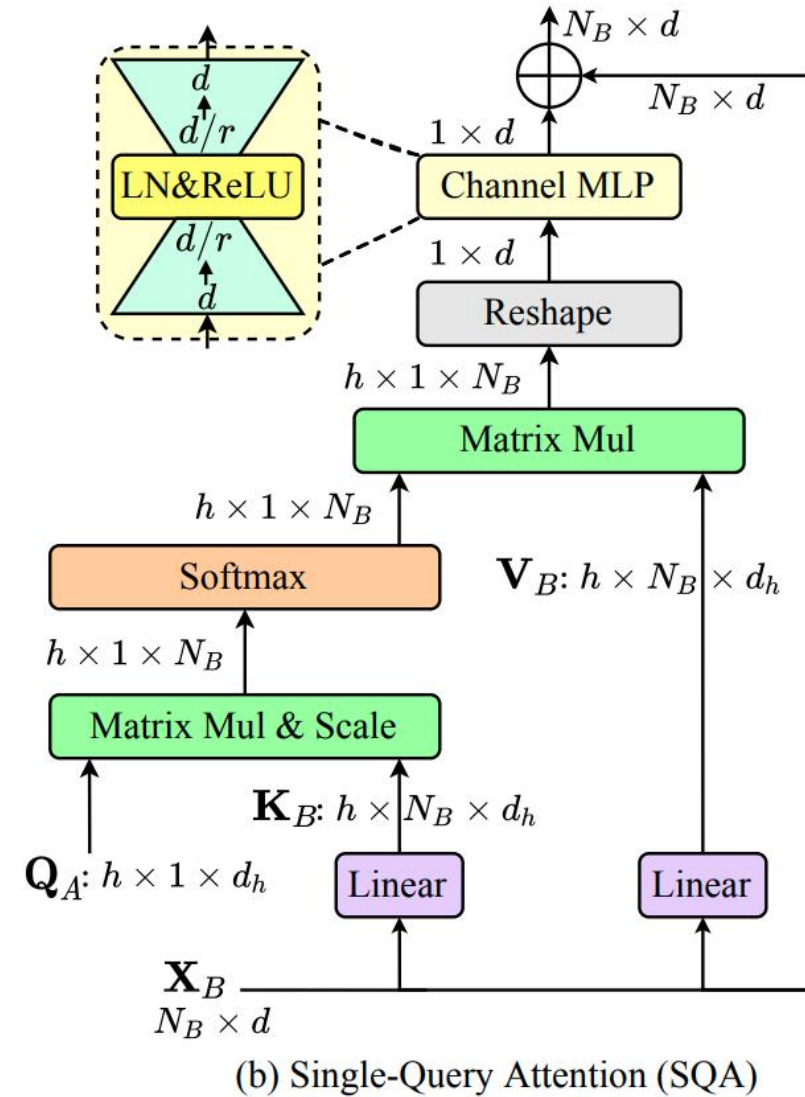 N_B × d
d
N_B × d
d/r
1 × d
LN&ReLU
Channel MLP
d/r
1 × d
d
Reshape
h × 1 × N_B
Matrix Mul
h × 1 × N_B
Softmax
V_B: h × N_B × d_h
h × 1 × N_B
Matrix Mul & Scale
K_B: h × N_B × d_h
Q_A: h × 1 × d_h
Linear
Linear
X_B
N_B × d
(b) Single-Query Attention (SQA)